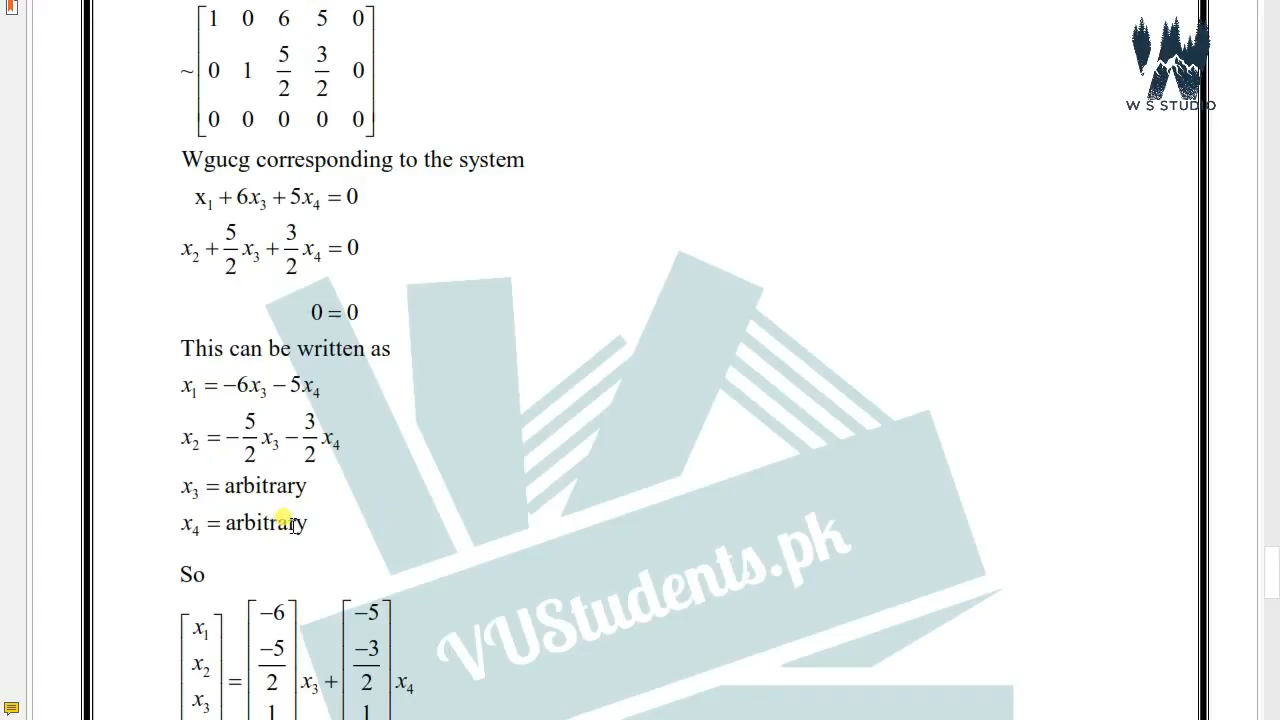 1 0 6 5 0
~ 0 1 5/2 3/2 0
0 0 0 0 0
Wgucg corresponding to the system
x₁ + 6x₃ + 5x₄ = 0
x₂ + 5/2 x₃ + 3/2 x₄ = 0
0 = 0
This can be written as
x₁ = −6x₃ − 5x₄
x₂ = −5/2 x₃ − 3/2 x₄
x₃ = arbitrary
x₄ = arbitrary
So
[x₁ x₂ x₃ = [−6 −5/2 1 x₃ + [−5 −3/2 1 x₄
W S STUDIO
VUStudents.pk